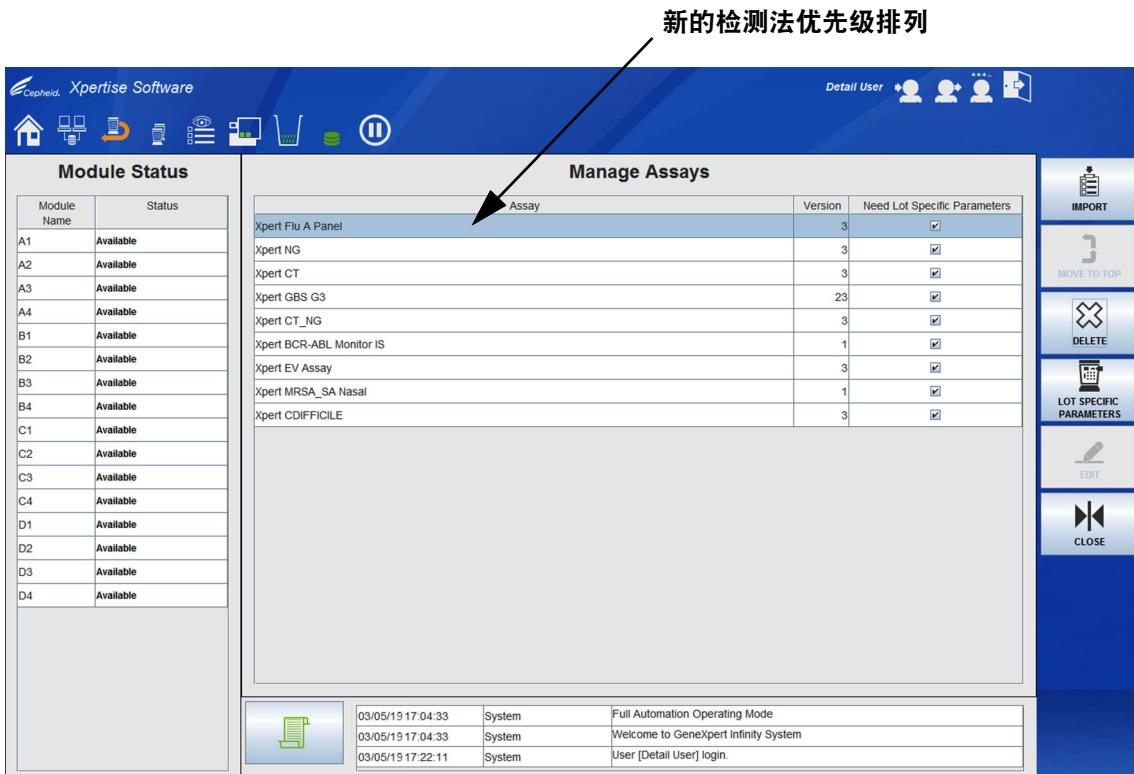 新的检测法优先级排列
Cepheid. Xpertise Software
Detail User
Module Status
Module Name Status
A1 Available
A2 Available
A3 Available
A4 Available
B1 Available
B2 Available
B3 Available
B4 Available
C1 Available
C2 Available
C3 Available
C4 Available
D1 Available
D2 Available
D3 Available
D4 Available
Manage Assays
Assay Version Need Lot Specific Parameters
Xpert Flu A Panel 3
Xpert NG 3
Xpert CT 3
Xpert GBS G3 23
Xpert CT_NG 3
Xpert BCR-ABL Monitor IS 1
Xpert EV Assay 3
Xpert MRSA_SA Nasal 1
Xpert CDIFFICILE 3
IMPORT
MOVE TO TOP
DELETE
LOT SPECIFIC
PARAMETERS
EDIT
CLOSE
03/05/19 17:04:33 System Full Automation Operating Mode
03/05/19 17:04:33 System Welcome to GeneXpert Infinity System
03/05/19 17:22:11 System User [Detail User] login.